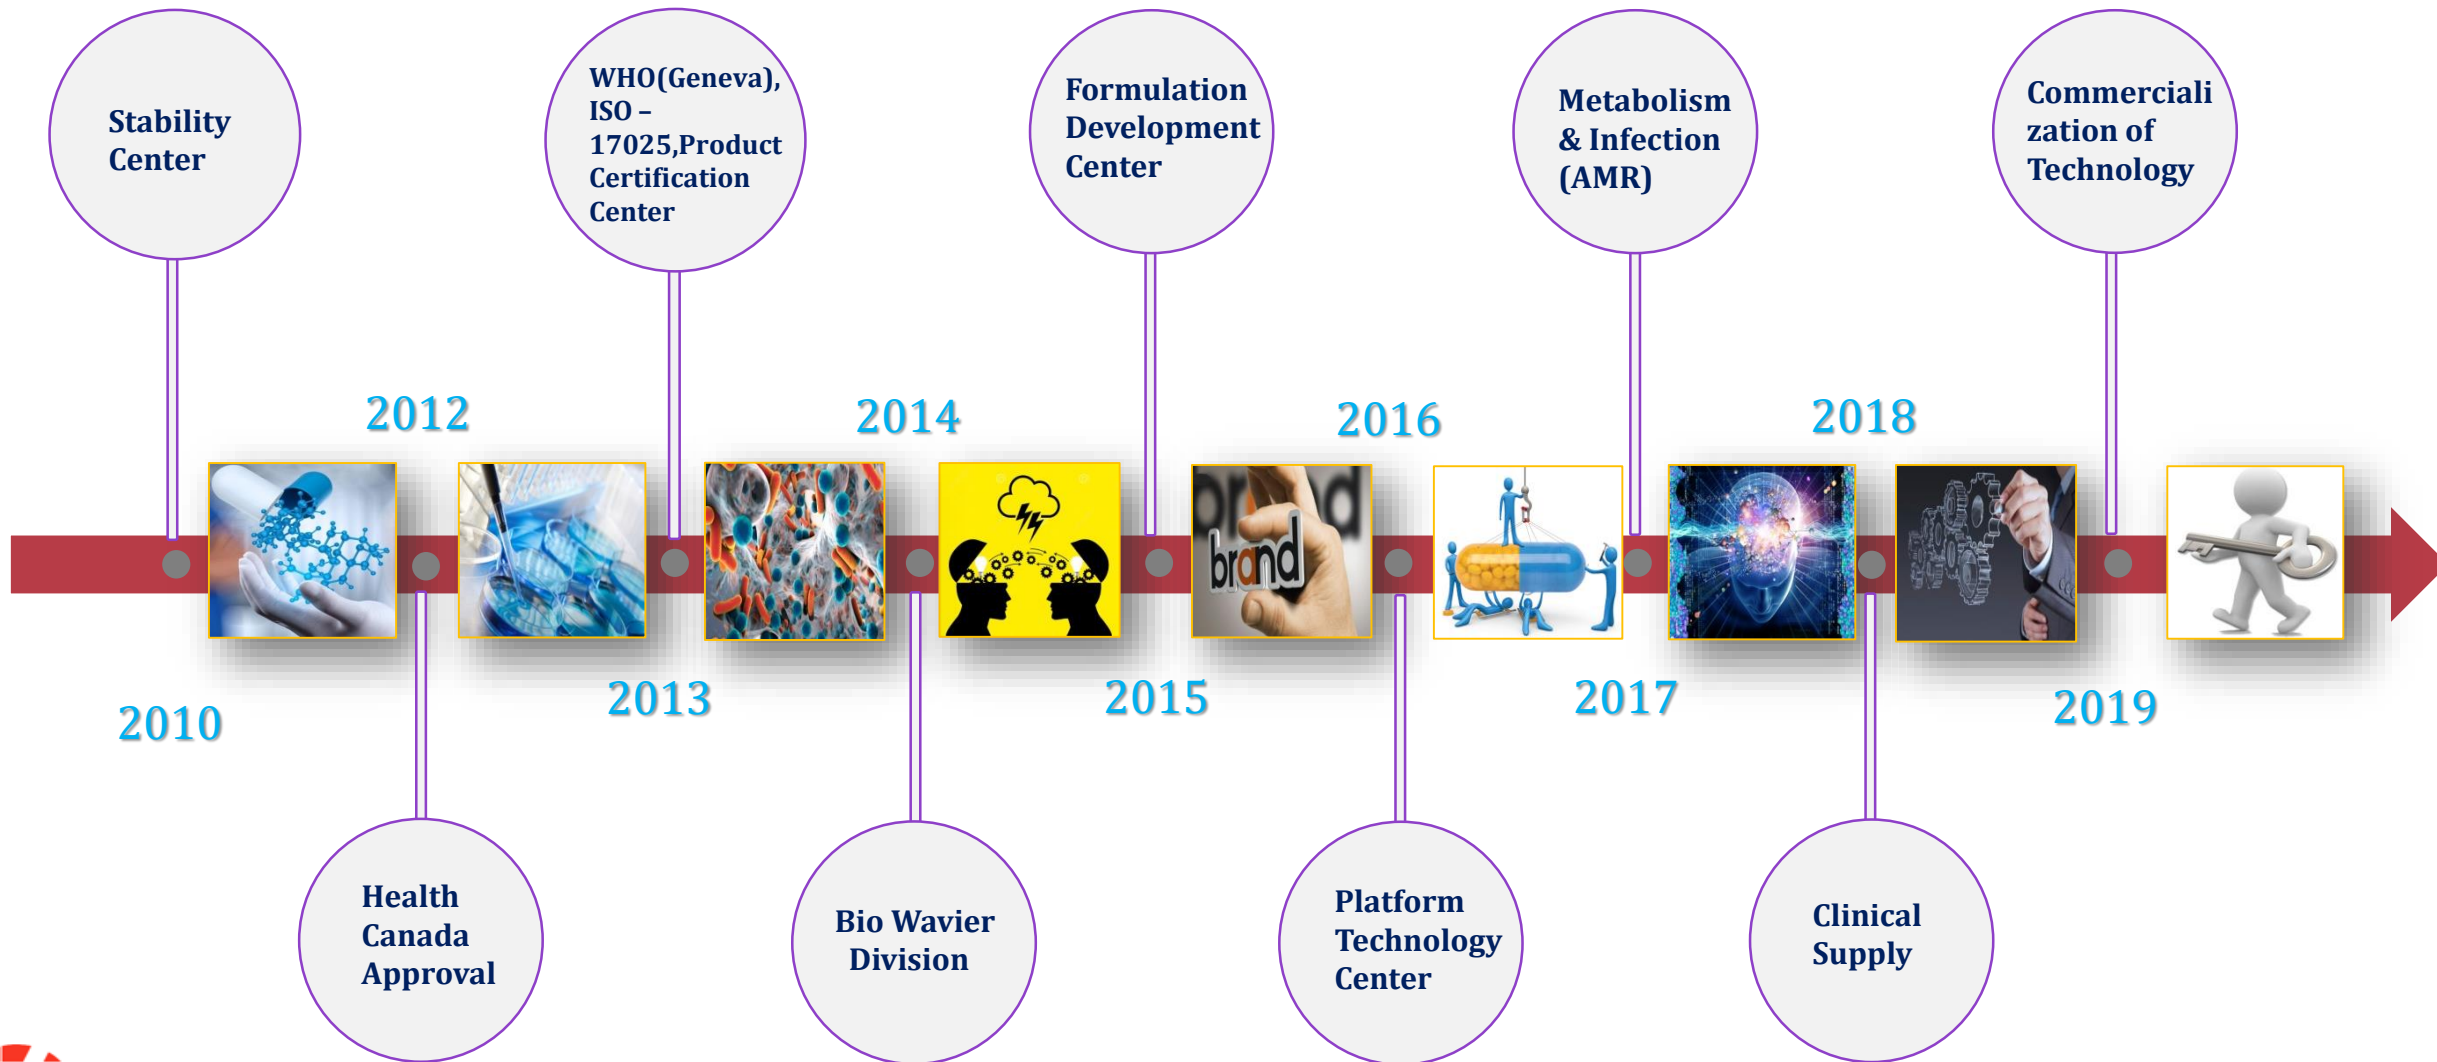 Stability
Center
WHO(Geneva),
ISO –
17025,Product
Certification
Center
Formulation
Development
Center
Metabolism
& Infection
(AMR)
Commerciali
zation of
Technology
2012
2014
2016
2018
brand
2010
2013
2015
2017
2019
Health
Canada
Approval
Bio Wavier
Division
Platform
Technology
Center
Clinical
Supply